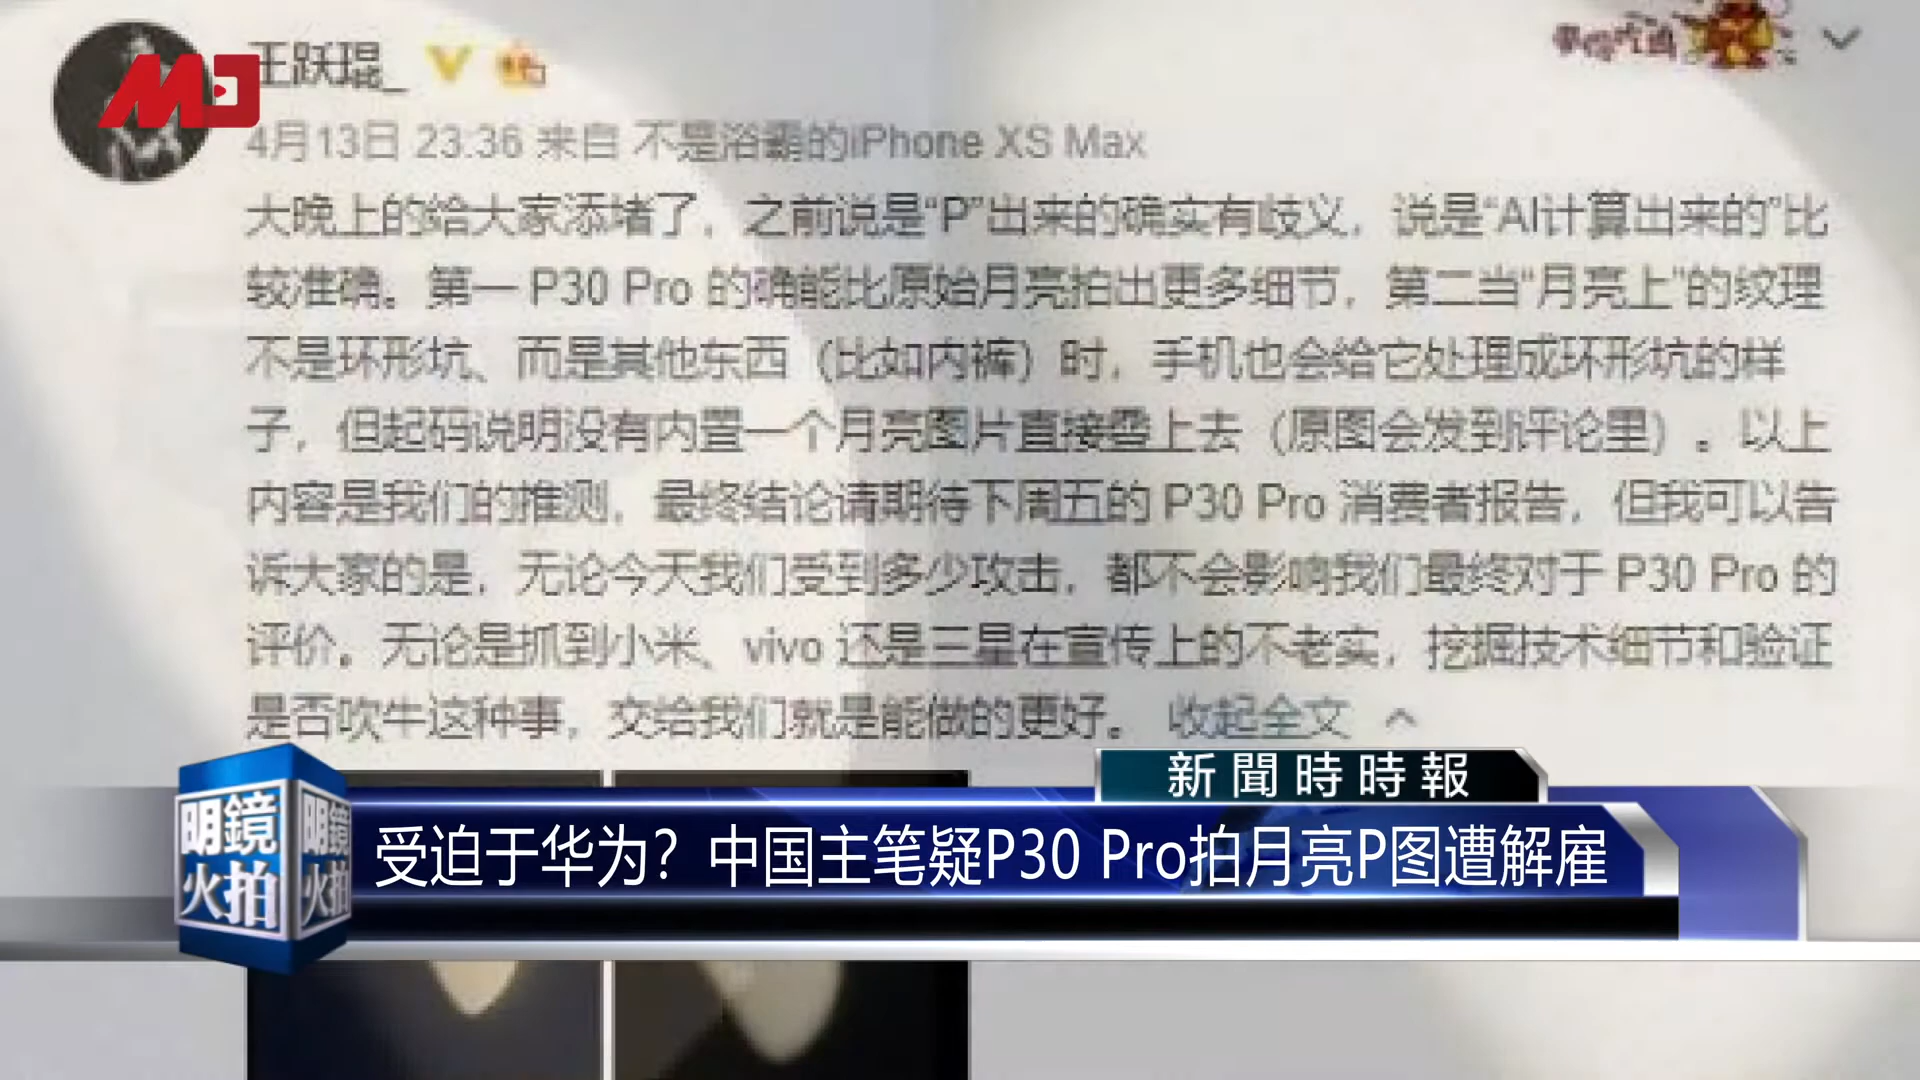 王跃琨_
4月13日 23:36 来自 不是浴霸的iPhone XS Max
大晚上的给大家添堵了，之前说是“P”出来的确实有歧义，说是“AI计算出来的”比
较准确。第一 P30 Pro 的确能比原始月亮拍出更多细节，第二当“月亮上”的纹理
不是环形坑、而是其他东西（比如内裤）时，手机也会给它处理成环形坑的样
子，但起码说明没有内置一个月亮图片直接叠上去（原图会发到评论里）。以上
内容是我们的推测，最终结论请期待下周五的 P30 Pro 消费者报告，但我可以告
诉大家的是，无论今天我们受到多少攻击，都不会影响我们最终对于 P30 Pro 的
评价。无论是抓到小米、vivo 还是三星在宣传上的不老实，挖掘技术细节和验证
是否吹牛这种事，交给我们就是能做的更好。 收起全文
新聞時時報
明鏡
火拍
明鏡
火拍
受迫于华为？中国主笔疑P30 Pro拍月亮P图遭解雇